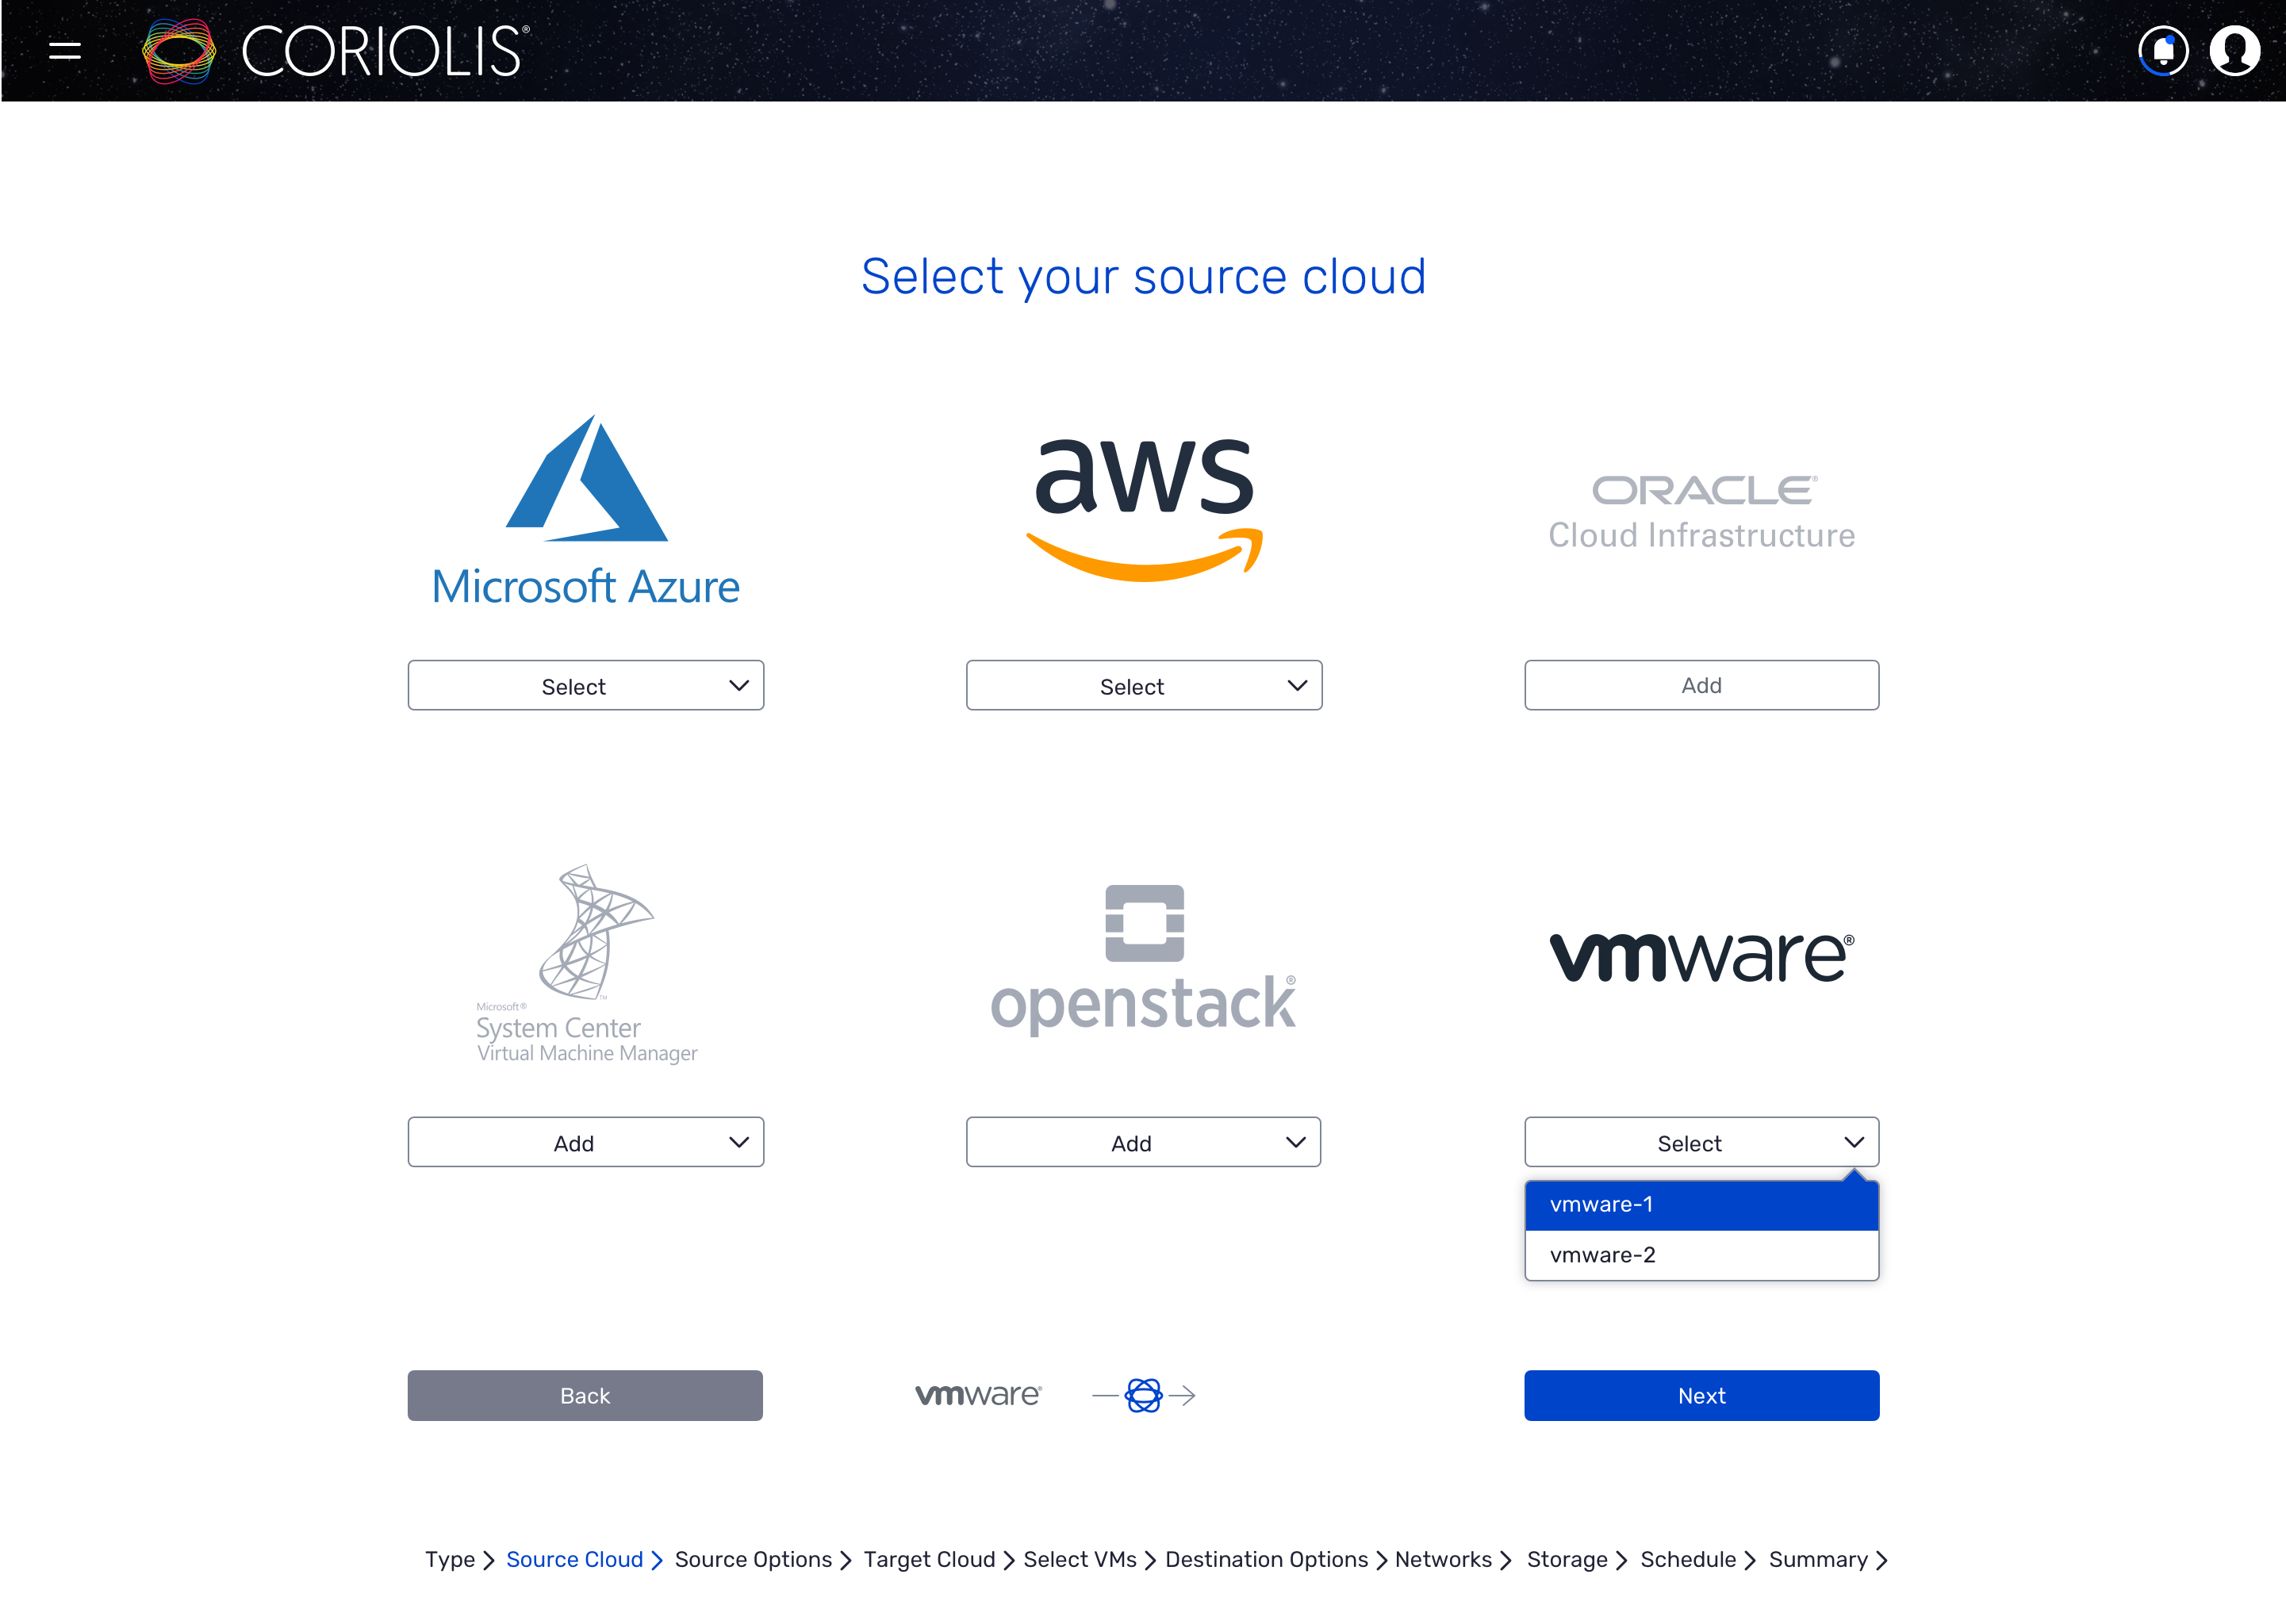 CORIOLIS®
Select your source cloud
Microsoft Azure
aws
ORACLE®
Cloud Infrastructure
Select
Select
Add
Microsoft®
System Center
Virtual Machine Manager
TM
openstack®
vmware®
Add
Add
Select
vmware-1
vmware-2
Back
vmware®
Next
Type Source Cloud Source Options Target Cloud Select VMs Destination Options Networks Storage Schedule Summary